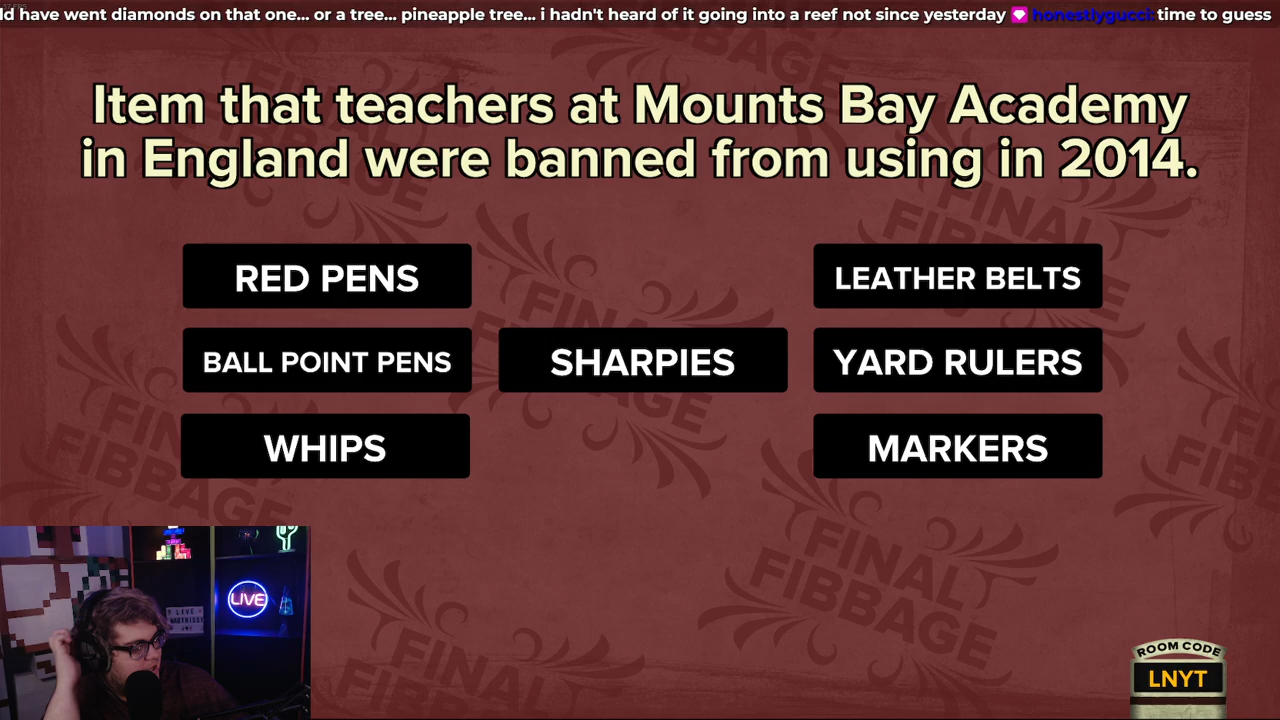 ld have went diamonds on that one... or a tree... pineapple tree... i hadn't heard of it going into a reef not since yesterday honestlygucci: time to guess
Item that teachers at Mounts Bay Academy
in England were banned from using in 2014.
RED PENS
LEATHER BELTS
BALL POINT PENS
SHARPIES
YARD RULERS
WHIPS
MARKERS
FINAL FIBBAGE
LIVE
ROOM CODE
LNYT